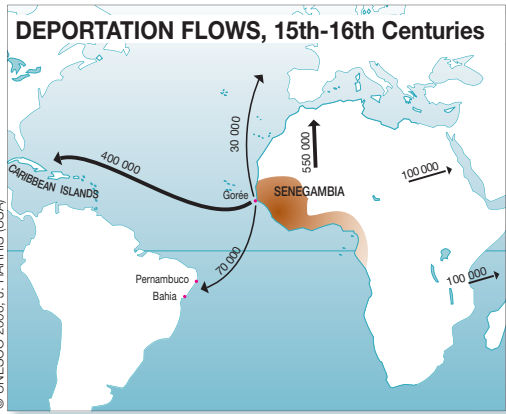 DEPORTATION FLOWS, 15th-16th Centuries
30 000
550 000
400 000
100 000
CARIBBEAN ISLANDS
Gorée
SENEGAMBIA
70 000
Pernambuco
100 000
Bahia
© UNESCO